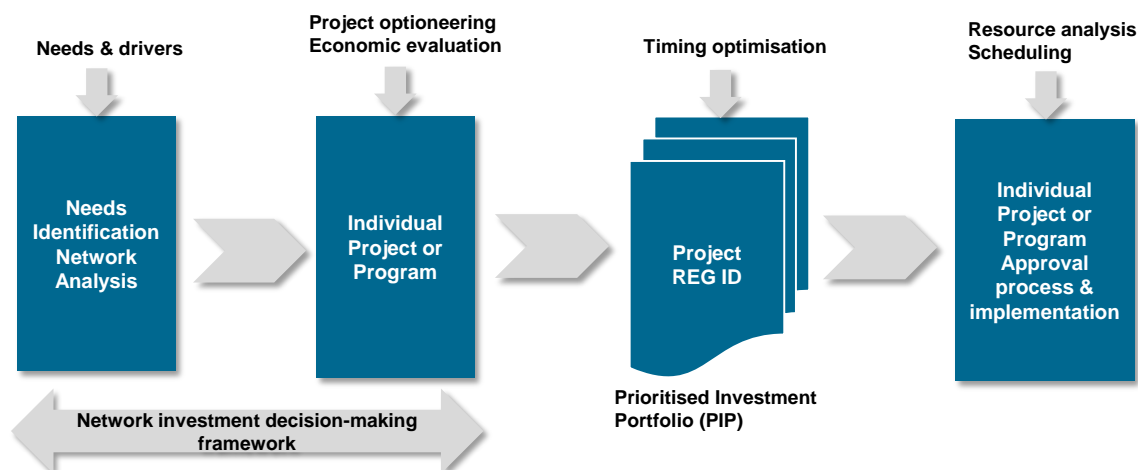 Needs & drivers
Project optioneering
Economic evaluation
Timing optimisation
Resource analysis
Scheduling
Needs
Identification
Network
Analysis
Individual
Project or
Program
Project
REG ID
Individual
Project or
Program
Approval
process &
implementation
Prioritised Investment
Portfolio (PIP)
Network investment decision-making
framework